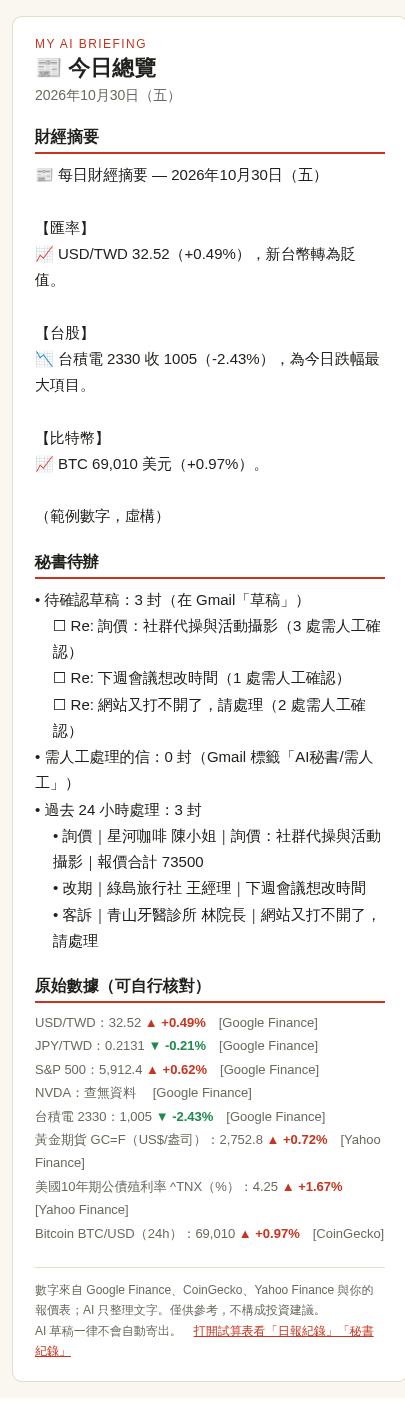 MY AI BRIEFING
📰 今日總覽
2026年10月30日（五）
財經摘要
📰 每日財經摘要 — 2026年10月30日（五）
【匯率】
📈 USD/TWD 32.52（+0.49%），新台幣轉為貶
值。
【台股】
📉 台積電 2330 收 1005（-2.43%），為今日跌幅最
大項目。
【比特幣】
📈 BTC 69,010 美元（+0.97%）。
（範例數字，虛構）
秘書待辦
• 待確認草稿：3 封（在 Gmail「草稿」）
☐ Re: 詢價：社群代操與活動攝影（3 處需人工確
認）
☐ Re: 下週會議想改時間（1 處需人工確認）
☐ Re: 網站又打不開了，請處理（2 處需人工確
認）
• 需人工處理的信：0 封（Gmail 標籤「AI秘書/需人
工」）
• 過去 24 小時處理：3 封
• 詢價｜星河咖啡 陳小姐｜詢價：社群代操與活動
攝影｜報價合計 73500
• 改期｜綠島旅行社 王經理｜下週會議想改時間
• 客訴｜青山牙醫診所 林院長｜網站又打不開了，
請處理
原始數據（可自行核對）
USD/TWD：32.52 ▲ +0.49% [Google Finance]
JPY/TWD：0.2131 ▼ -0.21% [Google Finance]
S&P 500：5,912.4 ▲ +0.62% [Google Finance]
NVDA：查無資料 [Google Finance]
台積電 2330：1,005 ▼ -2.43% [Google Finance]
黃金期貨 GC=F（US$/盎司）：2,752.8 ▲ +0.72% [Yahoo
Finance]
美國10年期公債殖利率 ^TNX（%）：4.25 ▲ +1.67%
[Yahoo Finance]
Bitcoin BTC/USD（24h）：69,010 ▲ +0.97% [CoinGecko]
數字來自 Google Finance、CoinGecko、Yahoo Finance 與你的
報價表；AI 只整理文字。僅供參考，不構成投資建議。
AI 草稿一律不會自動寄出。 打開試算表看「日報紀錄」「秘書
紀錄」